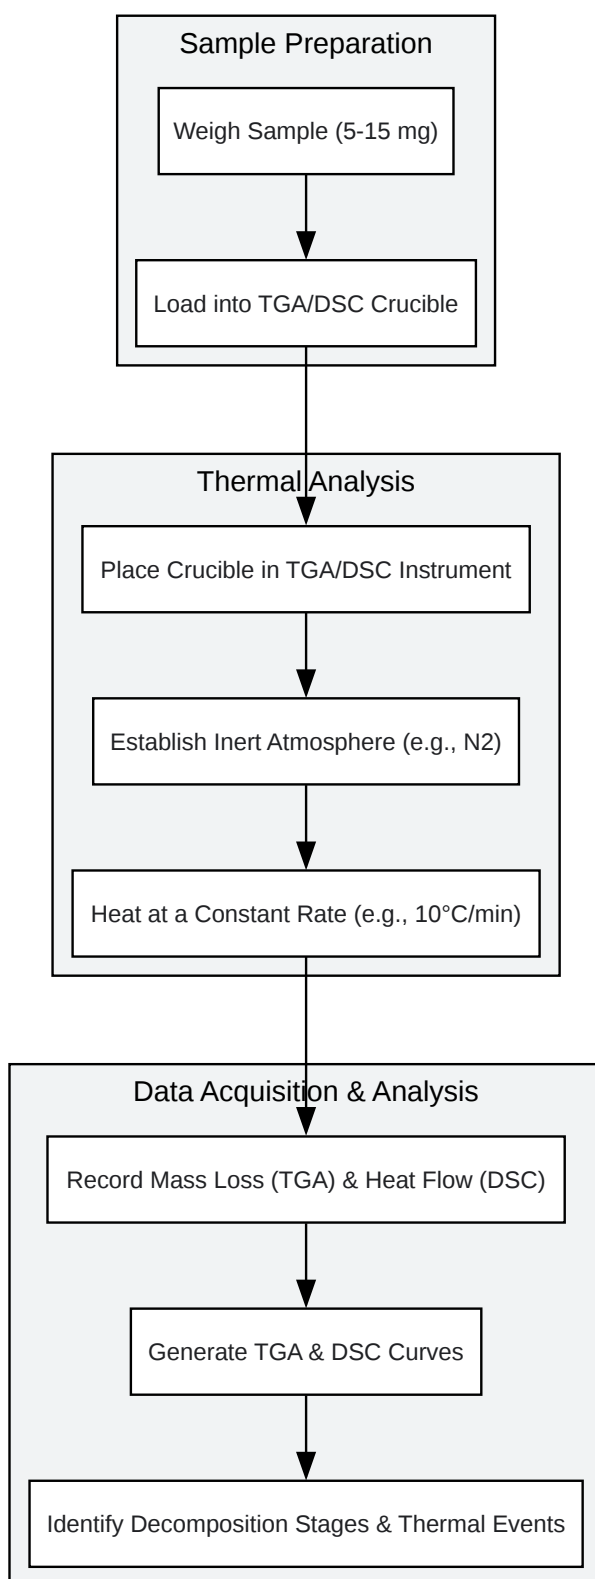 Sample Preparation
Weigh Sample (5-15 mg)
Load into TGA/DSC Crucible
Thermal Analysis
Place Crucible in TGA/DSC Instrument
Establish Inert Atmosphere (e.g., N2)
Heat at a Constant Rate (e.g., 10°C/min)
Data Acquisition & Analysis
Record Mass Loss (TGA) & Heat Flow (DSC)
Generate TGA & DSC Curves
Identify Decomposition Stages & Thermal Events